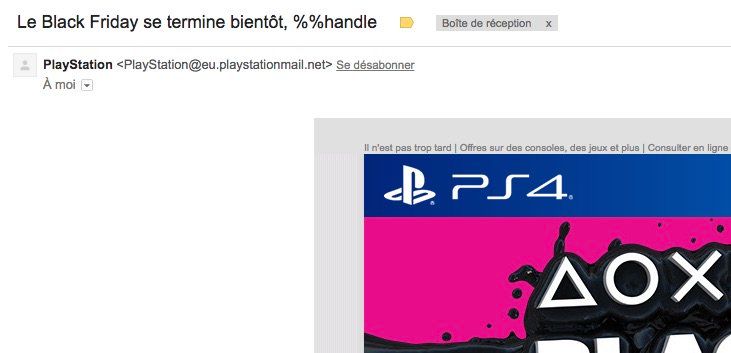 Le Black Friday se termine bientôt, %%handle
Boîte de réception x
PlayStation <PlayStation@eu.playstationmail.net> Se désabonner
À moi
Il n'est pas trop tard | Offres sur des consoles, des jeux et plus | Consulter en ligne
PS4